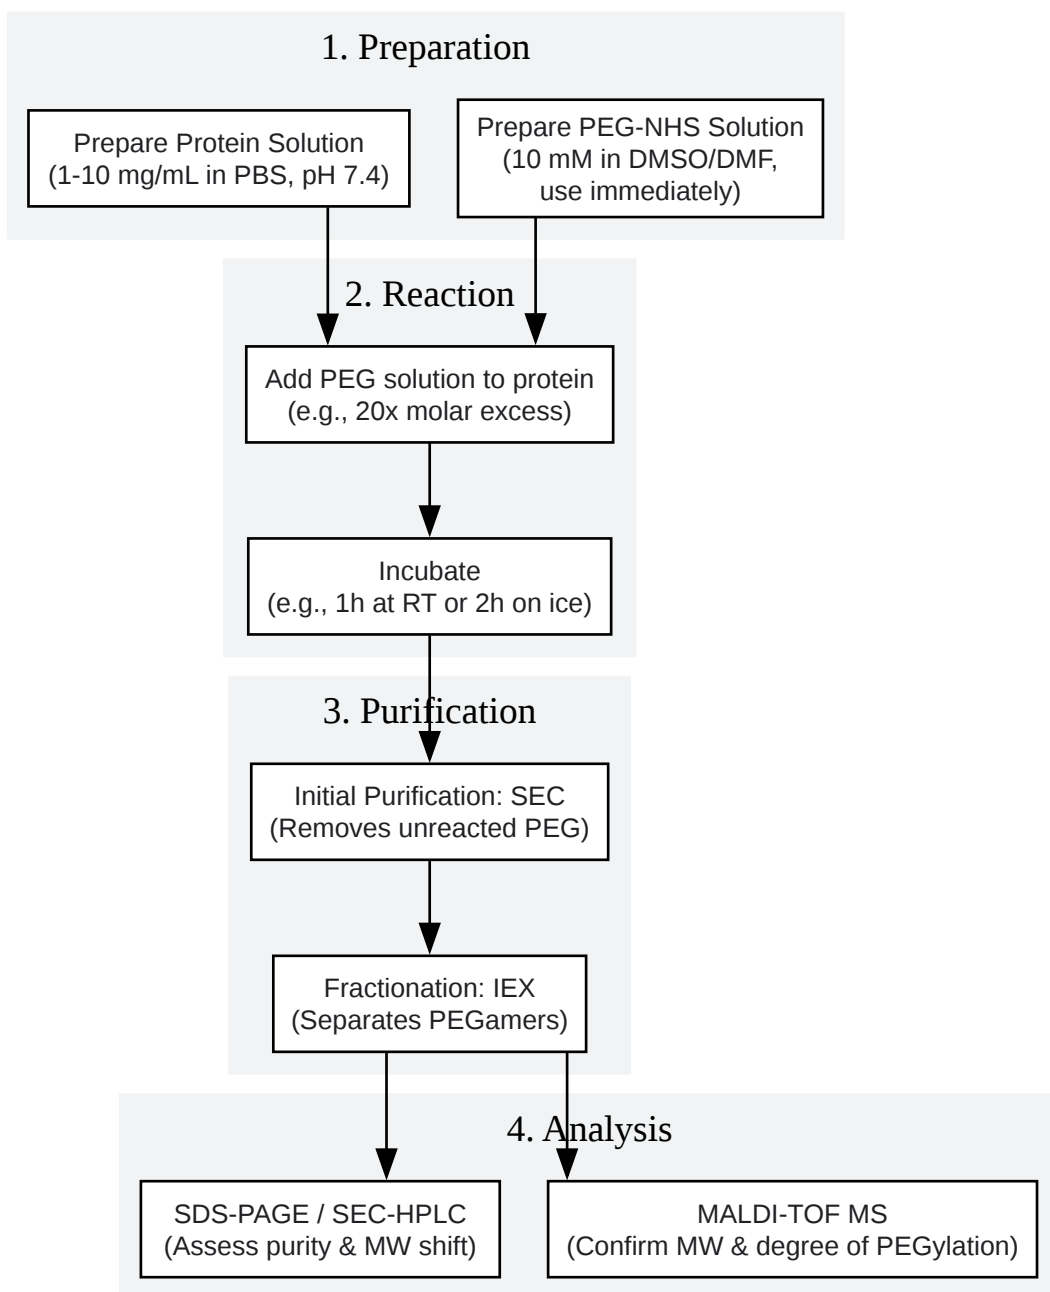 1. Preparation
Prepare Protein Solution
(1-10 mg/mL in PBS, pH 7.4)
Prepare PEG-NHS Solution
(10 mM in DMSO/DMF,
use immediately)
2. Reaction
Add PEG solution to protein
(e.g., 20x molar excess)
Incubate
(e.g., 1h at RT or 2h on ice)
3. Purification
Initial Purification: SEC
(Removes unreacted PEG)
Fractionation: IEX
(Separates PEGamers)
4. Analysis
SDS-PAGE / SEC-HPLC
(Assess purity & MW shift)
MALDI-TOF MS
(Confirm MW & degree of PEGylation)